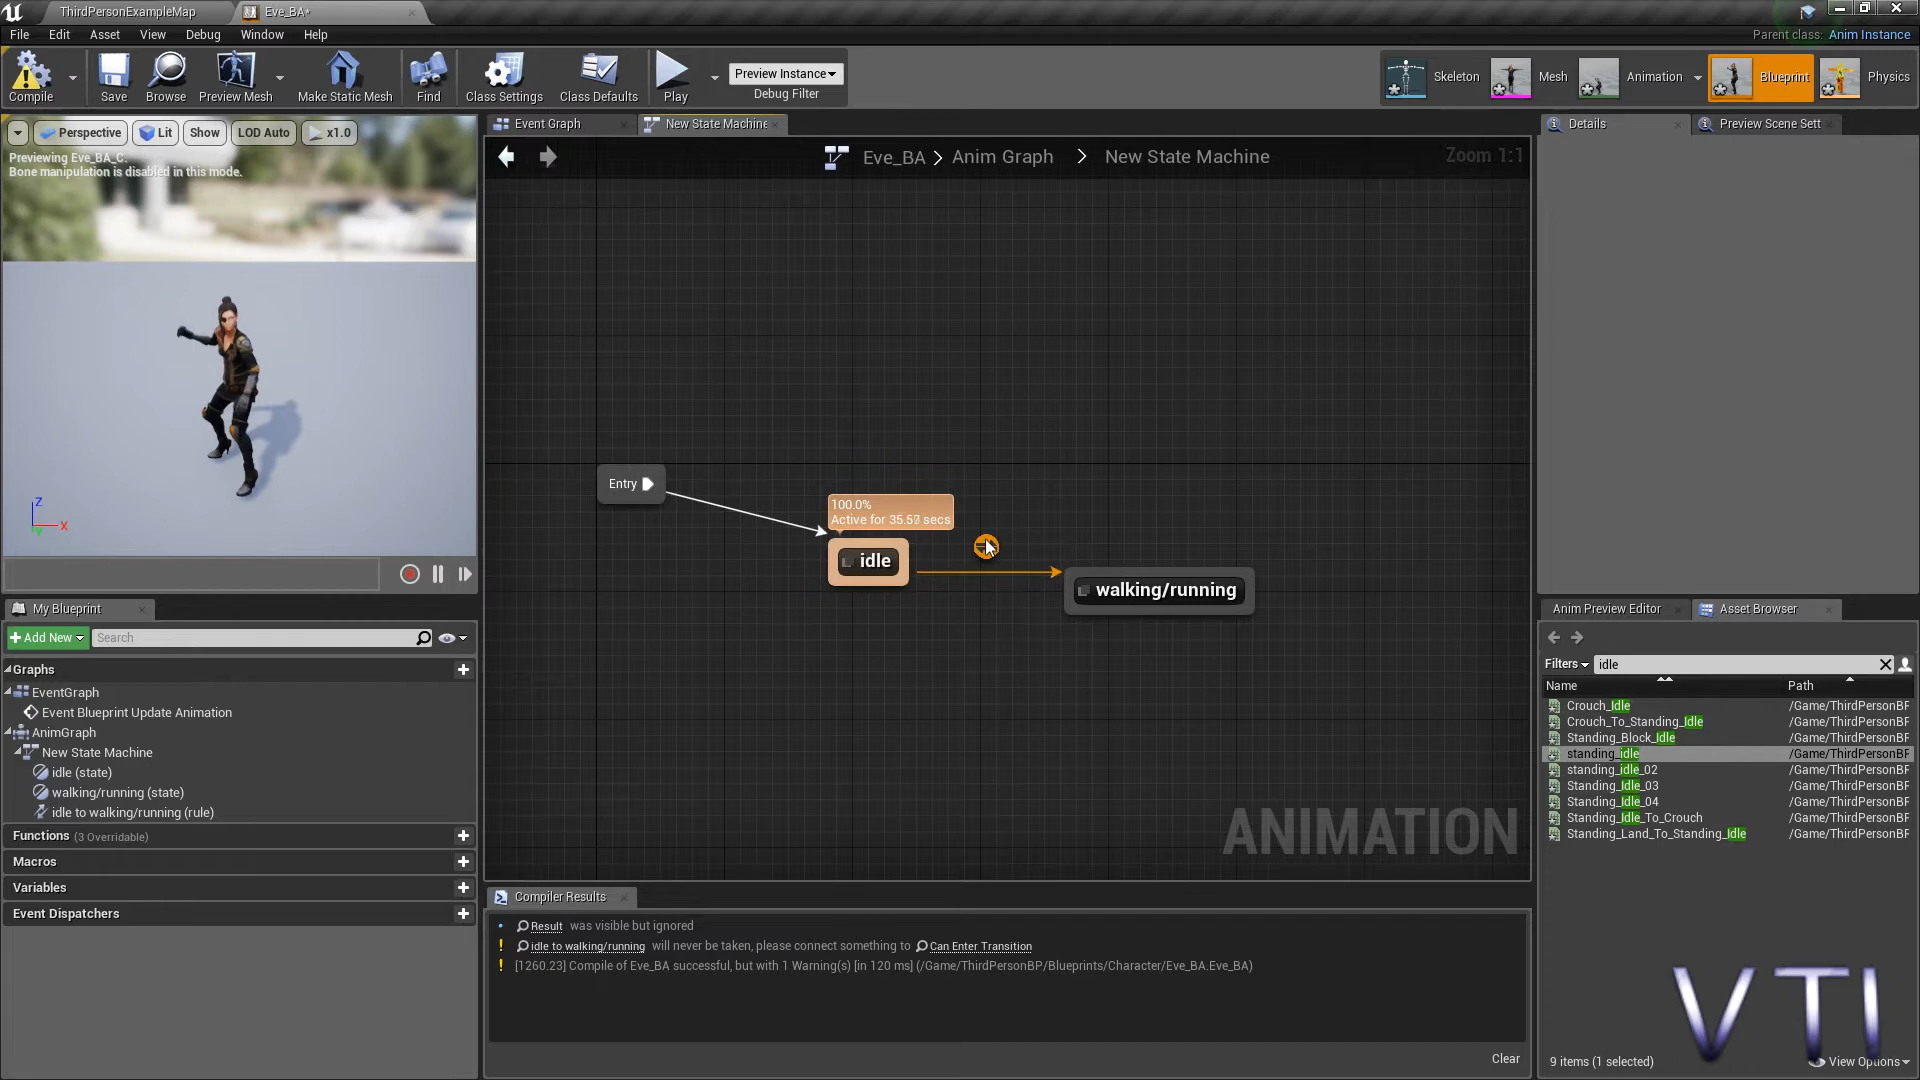 ThirdPersonExampleMap
Eve_BA*
File Edit Asset View Debug Window Help
Parent class: Anim Instance
Compile
Save
Browse
Preview Mesh
Make Static Mesh
Find
Class Settings
Class Defaults
Play
Preview Instance
Debug Filter
Skeleton
Mesh
Animation
Blueprint
Physics
Perspective
Lit
Show
LOD Auto
x1.0
Previewing Eve_BA_C.
Bone manipulation is disabled in this mode.
Z
X
Y
Event Graph
New State Machine
Eve_BA > Anim Graph > New State Machine
Zoom 1:1
Entry
100.0%
Active for 35.57 secs
idle
walking/running
ANIMATION
My Blueprint
+ Add New
Search
Graphs
EventGraph
Event Blueprint Update Animation
AnimGraph
New State Machine
idle (state)
walking/running (state)
idle to walking/running (rule)
Functions (3 Overridable)
Macros
Variables
Event Dispatchers
Compiler Results
Result was visible but ignored
idle to walking/running will never be taken, please connect something to Can Enter Transition
[1260.23] Compile of Eve_BA successful, but with 1 Warning(s) [in 120 ms] (/Game/ThirdPersonBP/Blueprints/Character/Eve_BA.Eve_BA)
Clear
Details
Preview Scene Sett
Anim Preview Editor
Asset Browser
Filters
idle
Name Path
Crouch_Idle /Game/ThirdPersonBP
Crouch_To_Standing_Idle /Game/ThirdPersonBP
Standing_Block_Idle /Game/ThirdPersonBP
standing_idle /Game/ThirdPersonBP
standing_idle_02 /Game/ThirdPersonBP
Standing_Idle_03 /Game/ThirdPersonBP
Standing_Idle_04 /Game/ThirdPersonBP
Standing_Idle_To_Crouch /Game/ThirdPersonBP
Standing_Land_To_Standing_Idle /Game/ThirdPersonBP
9 items (1 selected)
View Options
VTI